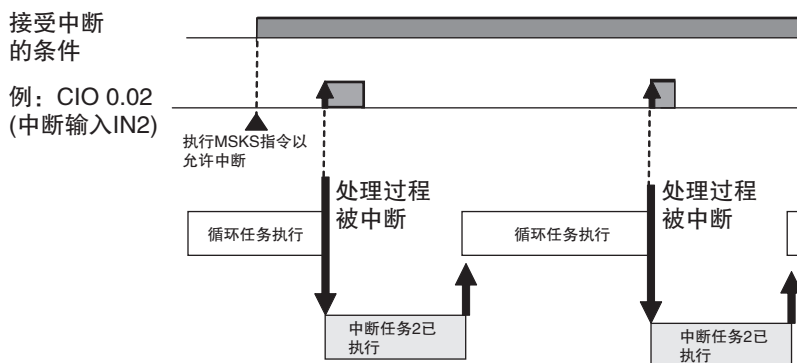 接受中断
的条件
例：CIO 0.02
(中断输入IN2)
执行MSKS指令以
允许中断
处理过程
被中断
处理过程
被中断
循环任务执行
循环任务执行
中断任务2已
执行
中断任务2已
执行